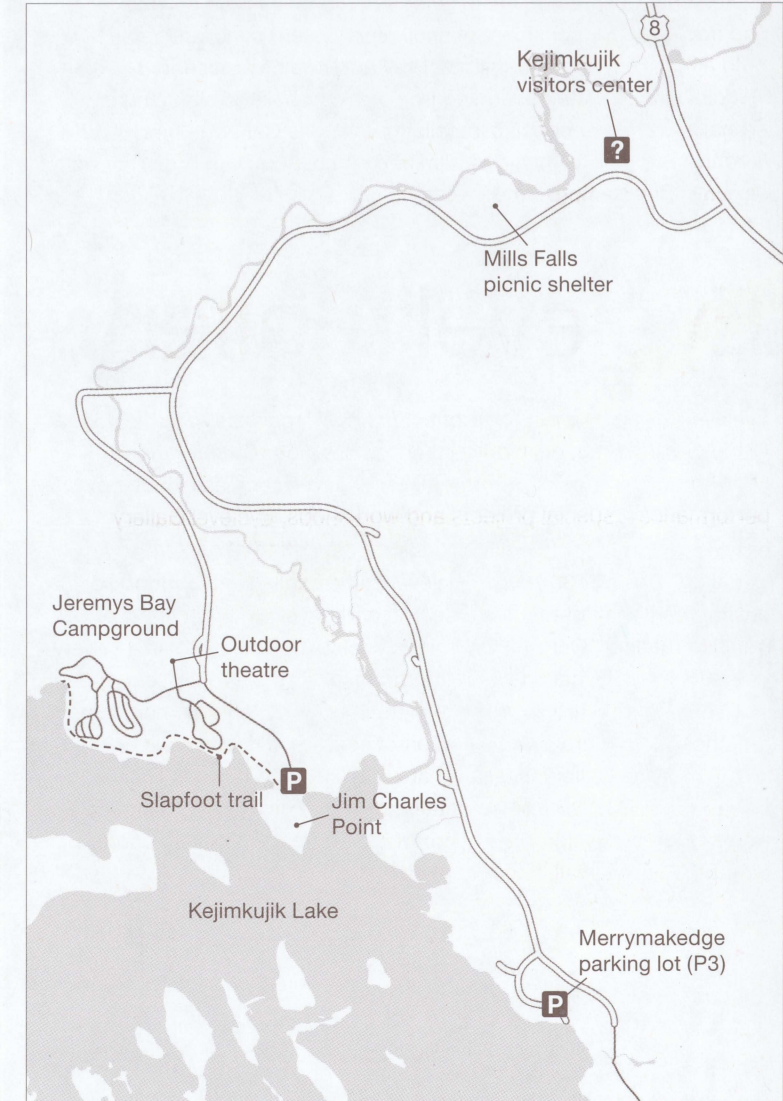 8
Kejimkujik
visitors center
?
Mills Falls
picnic shelter
Jeremys Bay
Campground
Outdoor
theatre
P
Slapfoot trail
Jim Charles
Point
Kejimkujik Lake
Merrymakedge
parking lot (P3)
P